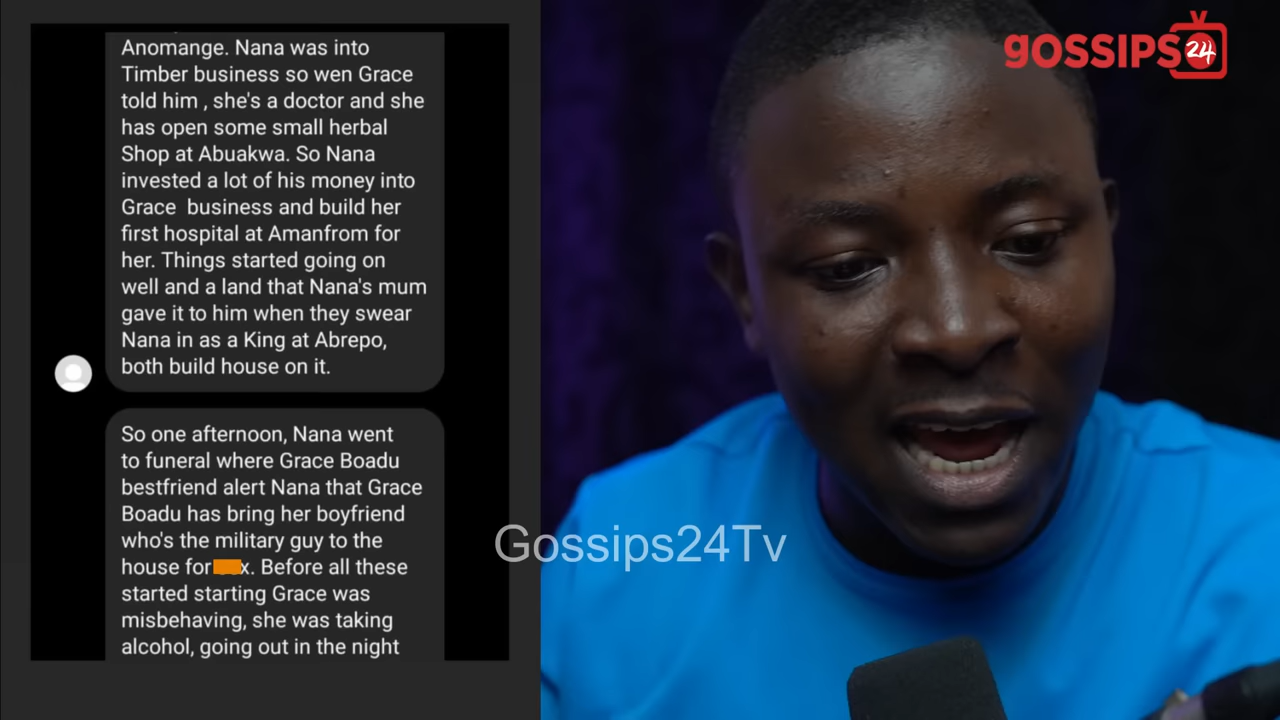 Anomange. Nana was into
Timber business so wen Grace
told him , she's a doctor and she
has open some small herbal
Shop at Abuakwa. So Nana
invested a lot of his money into
Grace  business and build her
first hospital at Amanfrom for
her. Things started going on
well and a land that Nana's mum
gave it to him when they swear
Nana in as a King at Abrepo,
both build house on it.
So one afternoon, Nana went
to funeral where Grace Boadu
bestfriend alert Nana that Grace
Boadu has bring her boyfriend
who's the military guy to the
house for x. Before all these
started starting Grace was
misbehaving, she was taking
alcohol, going out in the night
Gossips24Tv
gOSSIPS 24